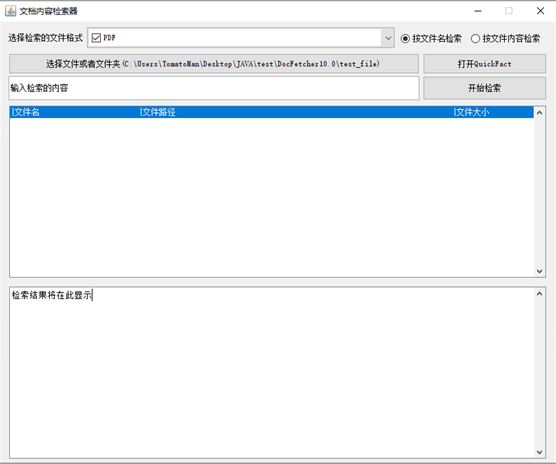 文档内容检索器
选择检索的文件格式 PDF 按文件名检索 按文件内容检索
选择文件或者文件夹(C:\Users\TomatoMan\Desktop\JAVA\test\DocFetcher10.0\test_file) 打开QuickFact
输入检索的内容 开始检索
|文件名 |文件路径 |文件大小
检索结果将在此显示